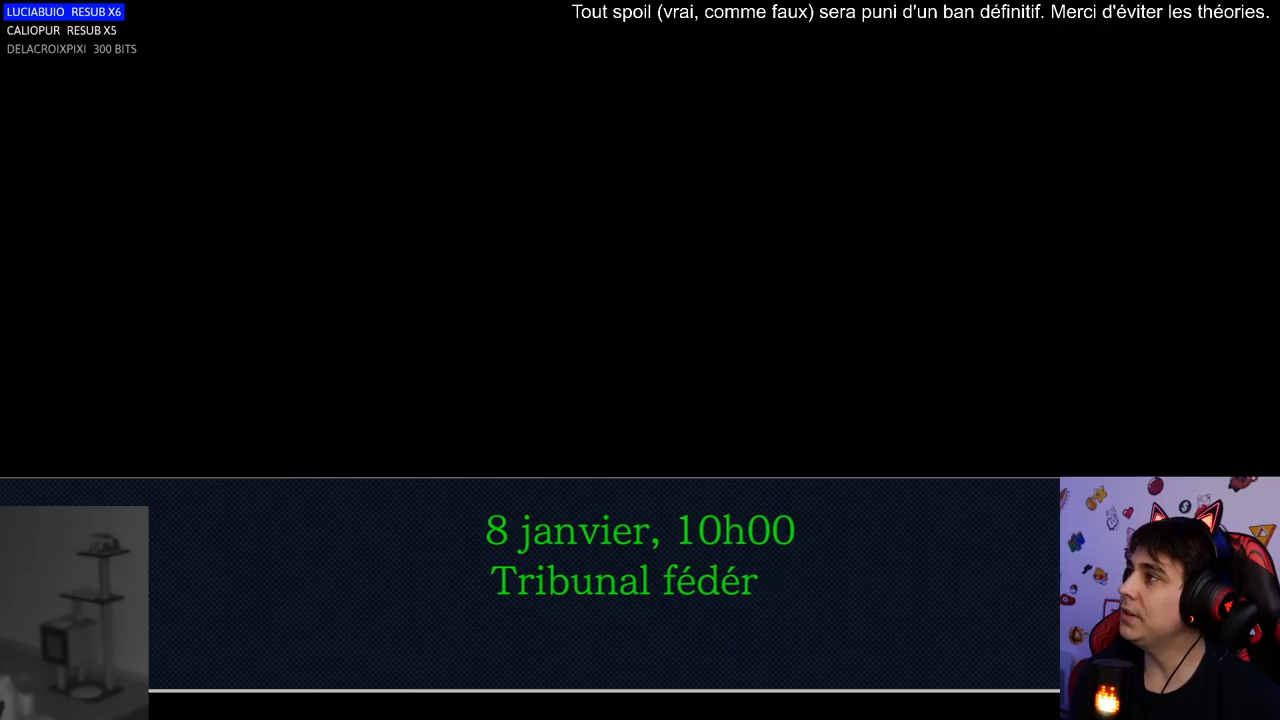 LUCIABUIO RESUB X6
CALIOPUR RESUB X5
DELACROIXPIXI 300 BITS
Tout spoil (vrai, comme faux) sera puni d'un ban définitif. Merci d'éviter les théories.
8 janvier, 10h00
Tribunal fédér